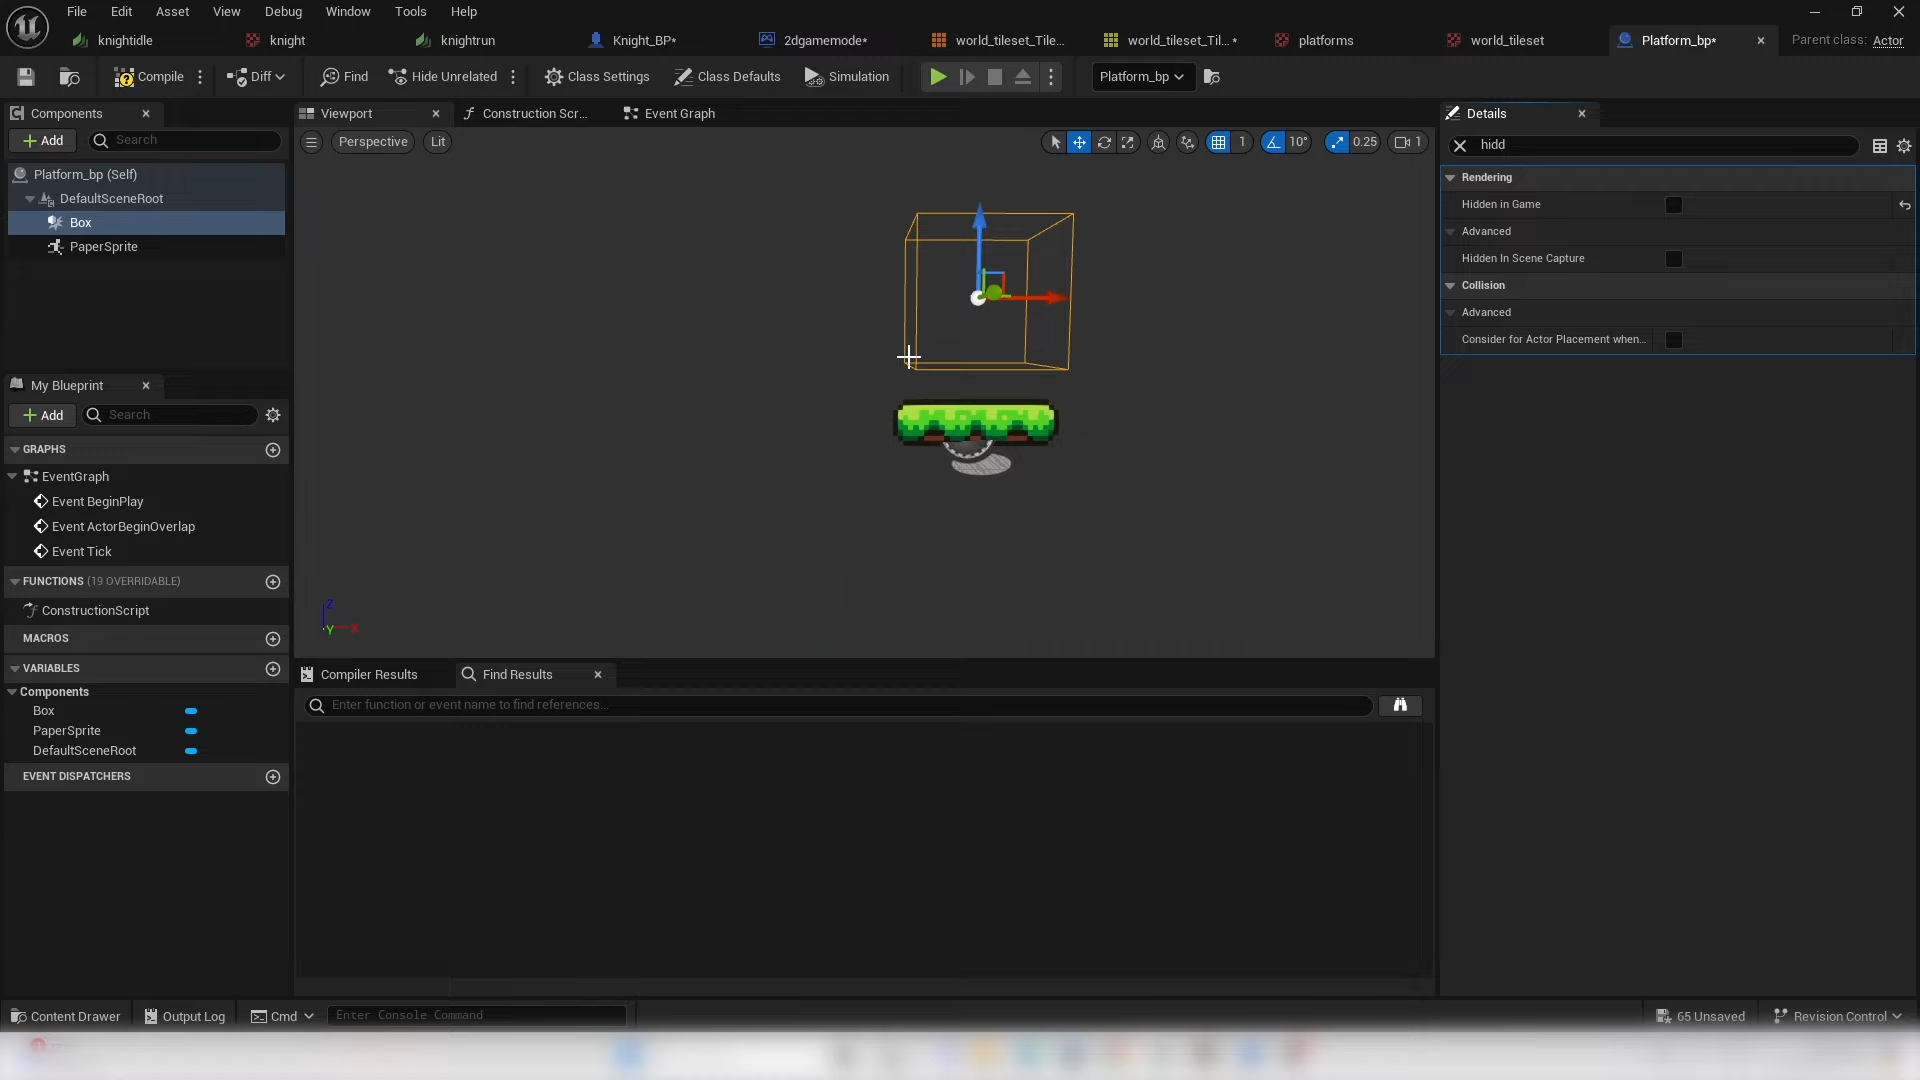 File Edit Asset View Debug Window Tools Help
knightidle knight knightrun Knight_BP* 2dgamemode* world_tileset_Tile... world_tileset_Til... * platforms world_tileset Platform_bp* Parent class: Actor
Compile Diff Find Hide Unrelated Class Settings Class Defaults Simulation Platform_bp
Components
Add Search
Platform_bp (Self)
DefaultSceneRoot
Box
PaperSprite
My Blueprint
Add Search
GRAPHS
EventGraph
Event BeginPlay
Event ActorBeginOverlap
Event Tick
FUNCTIONS (19 OVERRIDABLE)
ConstructionScript
MACROS
VARIABLES
Components
Box
PaperSprite
DefaultSceneRoot
EVENT DISPATCHERS
Viewport Construction Scr... Event Graph
Perspective Lit 1 10° 0.25 1
Z
Y X
Compiler Results Find Results
Enter function or event name to find references...
Details
hidd
Rendering
Hidden in Game
Advanced
Hidden In Scene Capture
Collision
Advanced
Consider for Actor Placement when...
Content Drawer Output Log Cmd Enter Console Command 65 Unsaved Revision Control